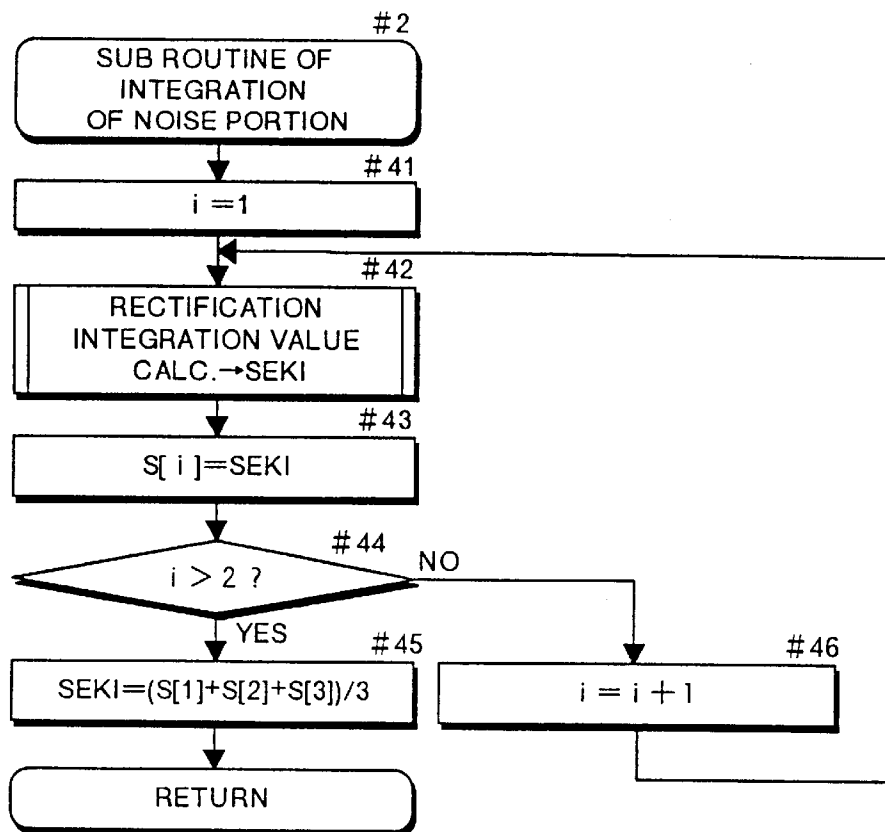 #2
SUB ROUTINE OF
INTEGRATION
OF NOISE PORTION
#41
i=1
#42
RECTIFICATION
INTEGRATION VALUE
CALC.→SEKI
#43
S[i]=SEKI
#44
i>2?
NO
YES
#45
SEKI=(S[1]+S[2]+S[3])/3
#46
i=i+1
RETURN